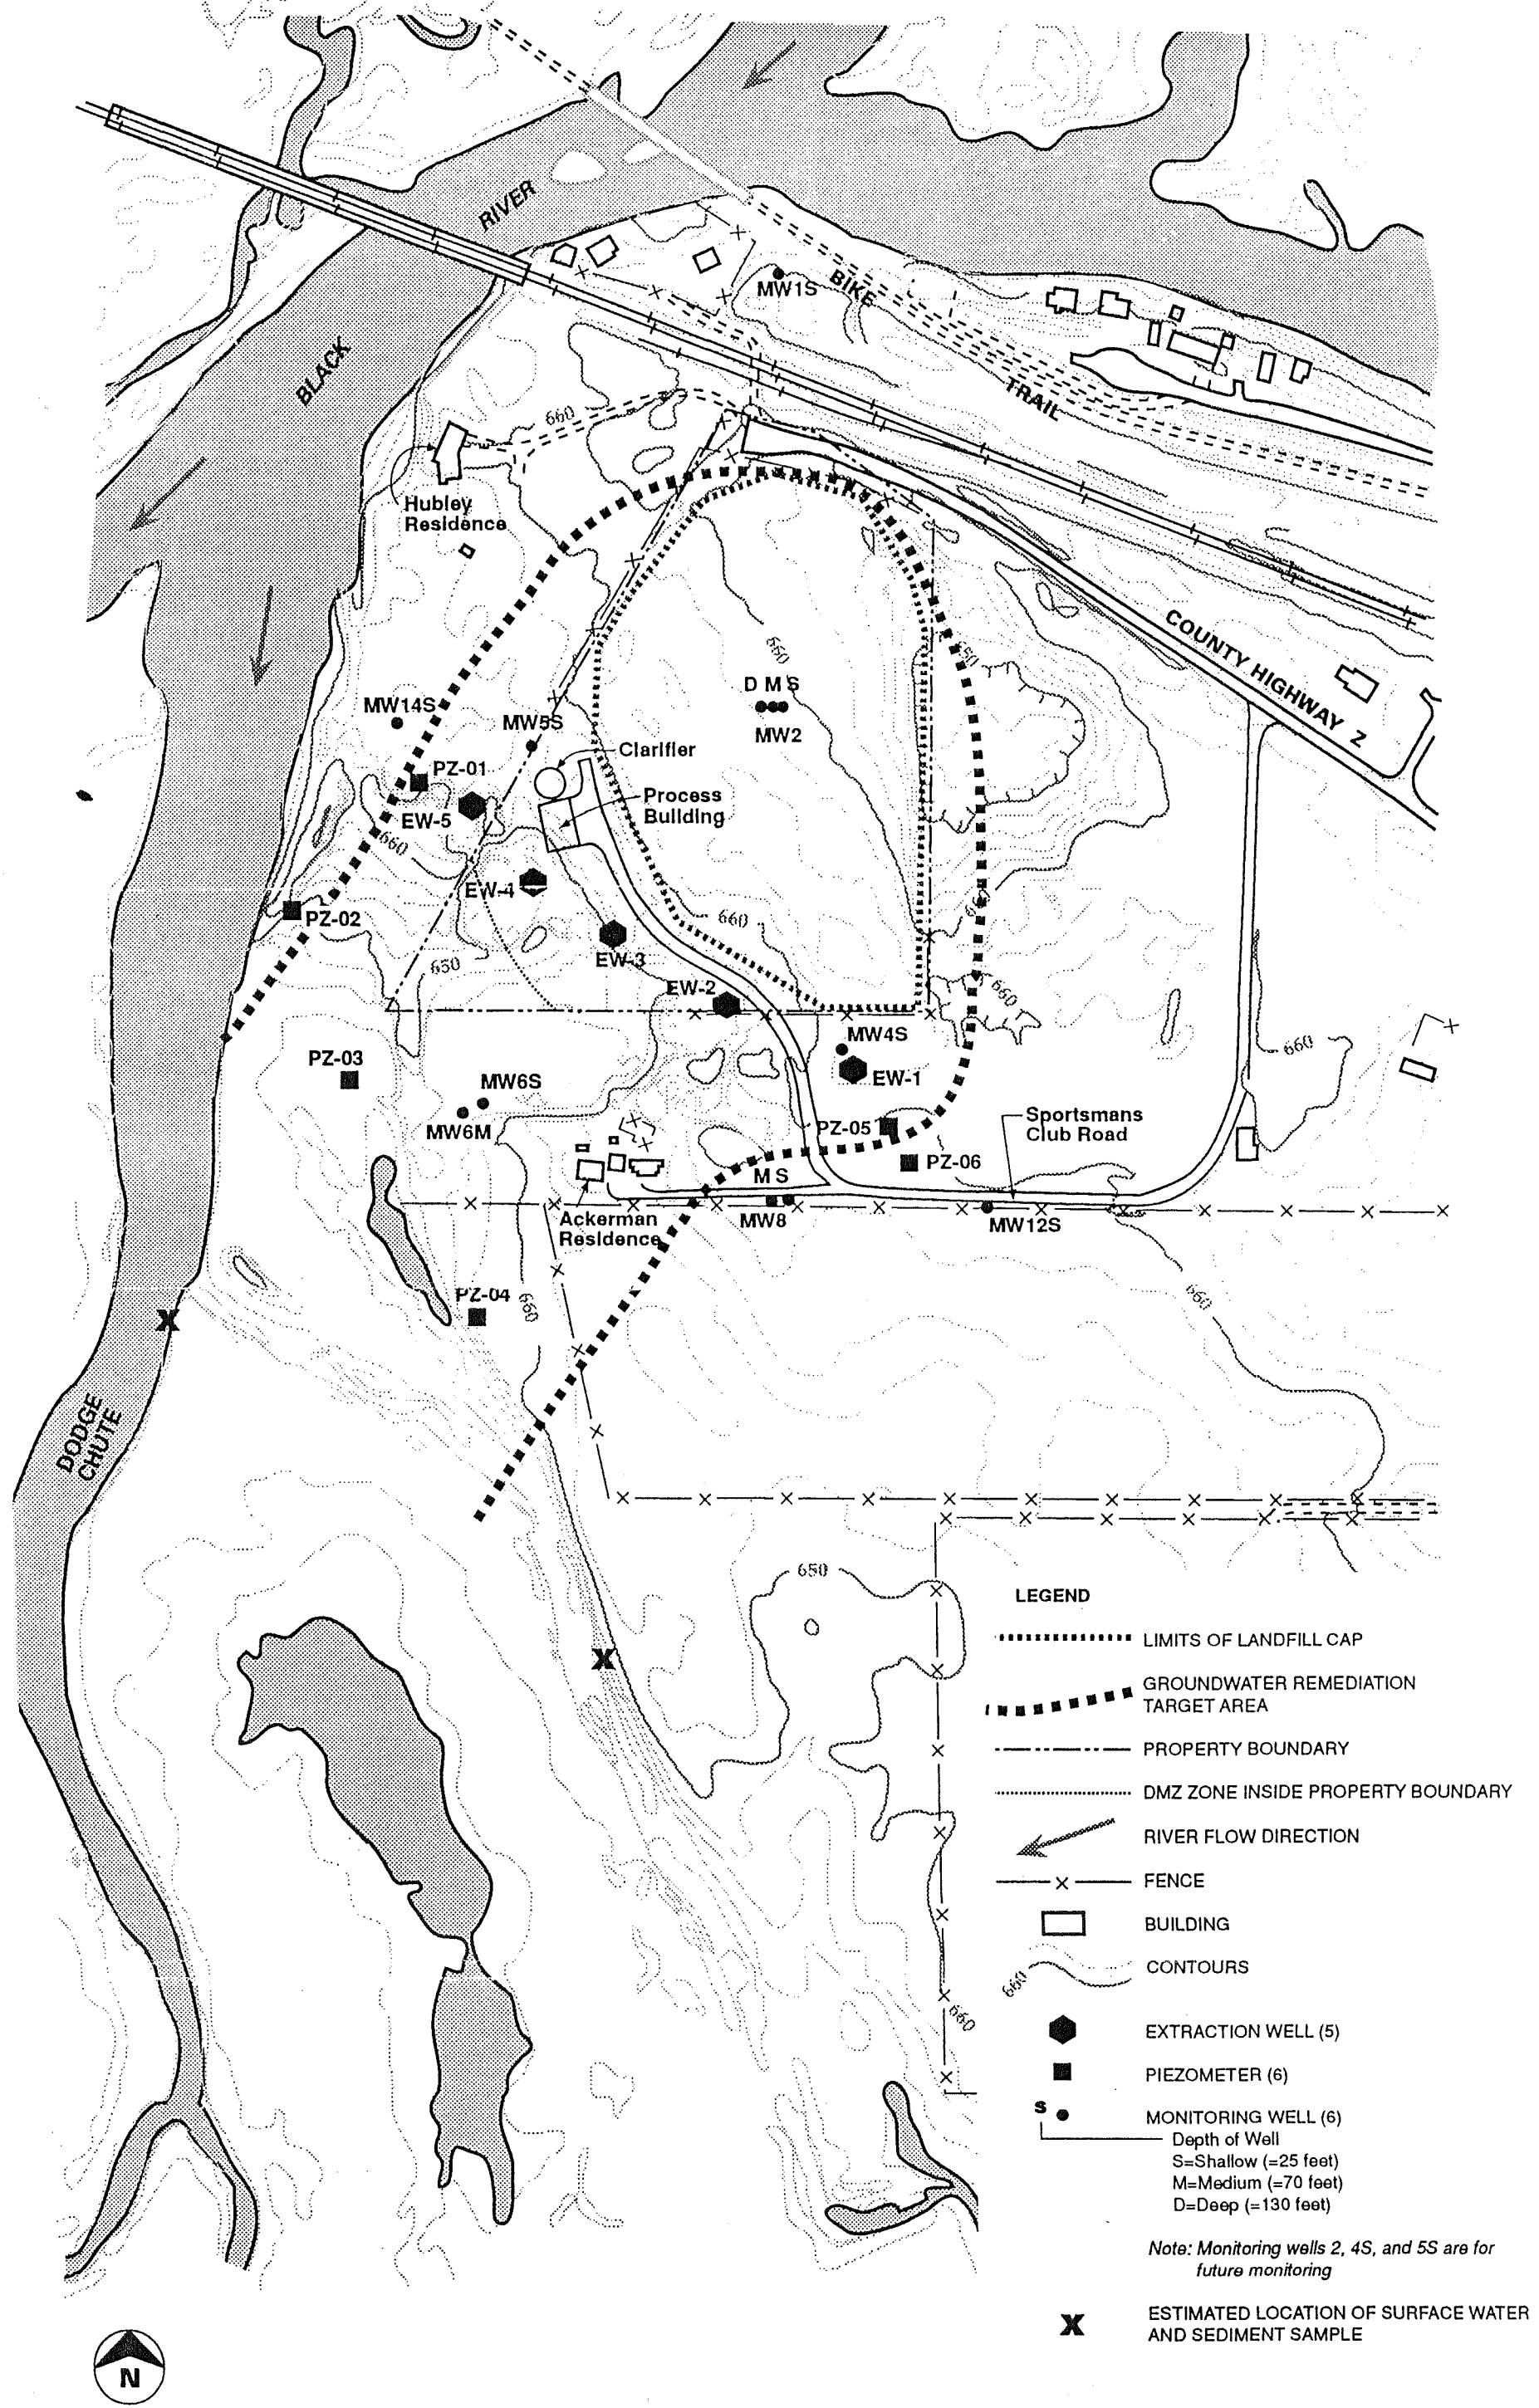 RIVER
BLACK
MW1S
BIKE
TRAIL
660
Hubley
Residence
COUNTY HIGHWAY Z
660
650
D M S
MW2
MW14S
MW5S
Clarifier
PZ-01
Process
Building
EW-5
660
EW-4
PZ-02
660
EW-3
650
EW-2
660
MW4S
660
PZ-03
EW-1
MW6S
MW6M
PZ-05
Sportsmans
Club Road
PZ-06
M S
MW8
MW12S
Ackerman
Residence
PZ-04
660
660
DODGE
CHUTE
650
660
LEGEND
LIMITS OF LANDFILL CAP
GROUNDWATER REMEDIATION
TARGET AREA
PROPERTY BOUNDARY
DMZ ZONE INSIDE PROPERTY BOUNDARY
RIVER FLOW DIRECTION
FENCE
BUILDING
660
CONTOURS
EXTRACTION WELL (5)
PIEZOMETER (6)
S
MONITORING WELL (6)
Depth of Well
S=Shallow (=25 feet)
M=Medium (=70 feet)
D=Deep (=130 feet)
Note: Monitoring wells 2, 4S, and 5S are for
future monitoring
X ESTIMATED LOCATION OF SURFACE WATER
AND SEDIMENT SAMPLE
N